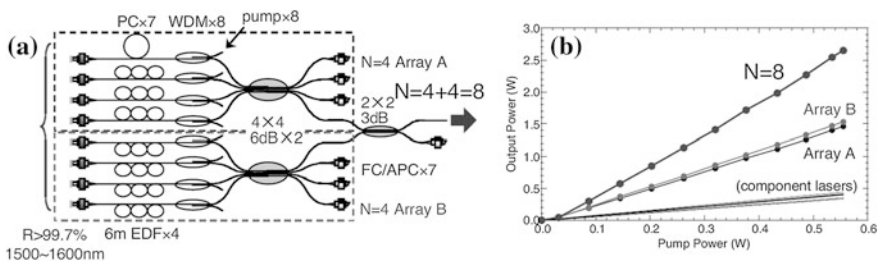 (a)
PC×7 WDM×8 pump×8
N=4 Array A
N=4+4=8
2×2
3dB
4×4
6dB×2
FC/APC×7
N=4 Array B
R>99.7% 6m EDF×4
1500~1600nm
(b)
3.0
2.5
2.0
1.5
1.0
0.5
0.0
Output Power (W)
N=8
Array B
Array A
(component lasers)
0.0 0.1 0.2 0.3 0.4 0.5 0.6
Pump Power (W)